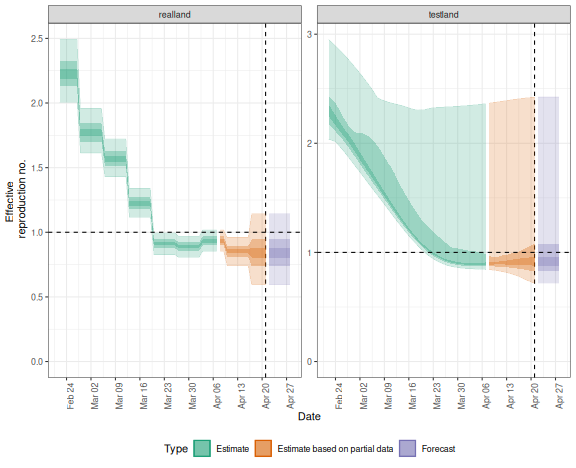 realland
testland
Effective
reproduction no.
2.5
2.0
1.5
1.0
0.5
0.0
3
2
1
0
Feb 24
Mar 02
Mar 09
Mar 16
Mar 23
Mar 30
Apr 06
Apr 13
Apr 20
Apr 27
Feb 24
Mar 02
Mar 09
Mar 16
Mar 23
Mar 30
Apr 06
Apr 13
Apr 20
Apr 27
Date
Type Estimate Estimate based on partial data Forecast